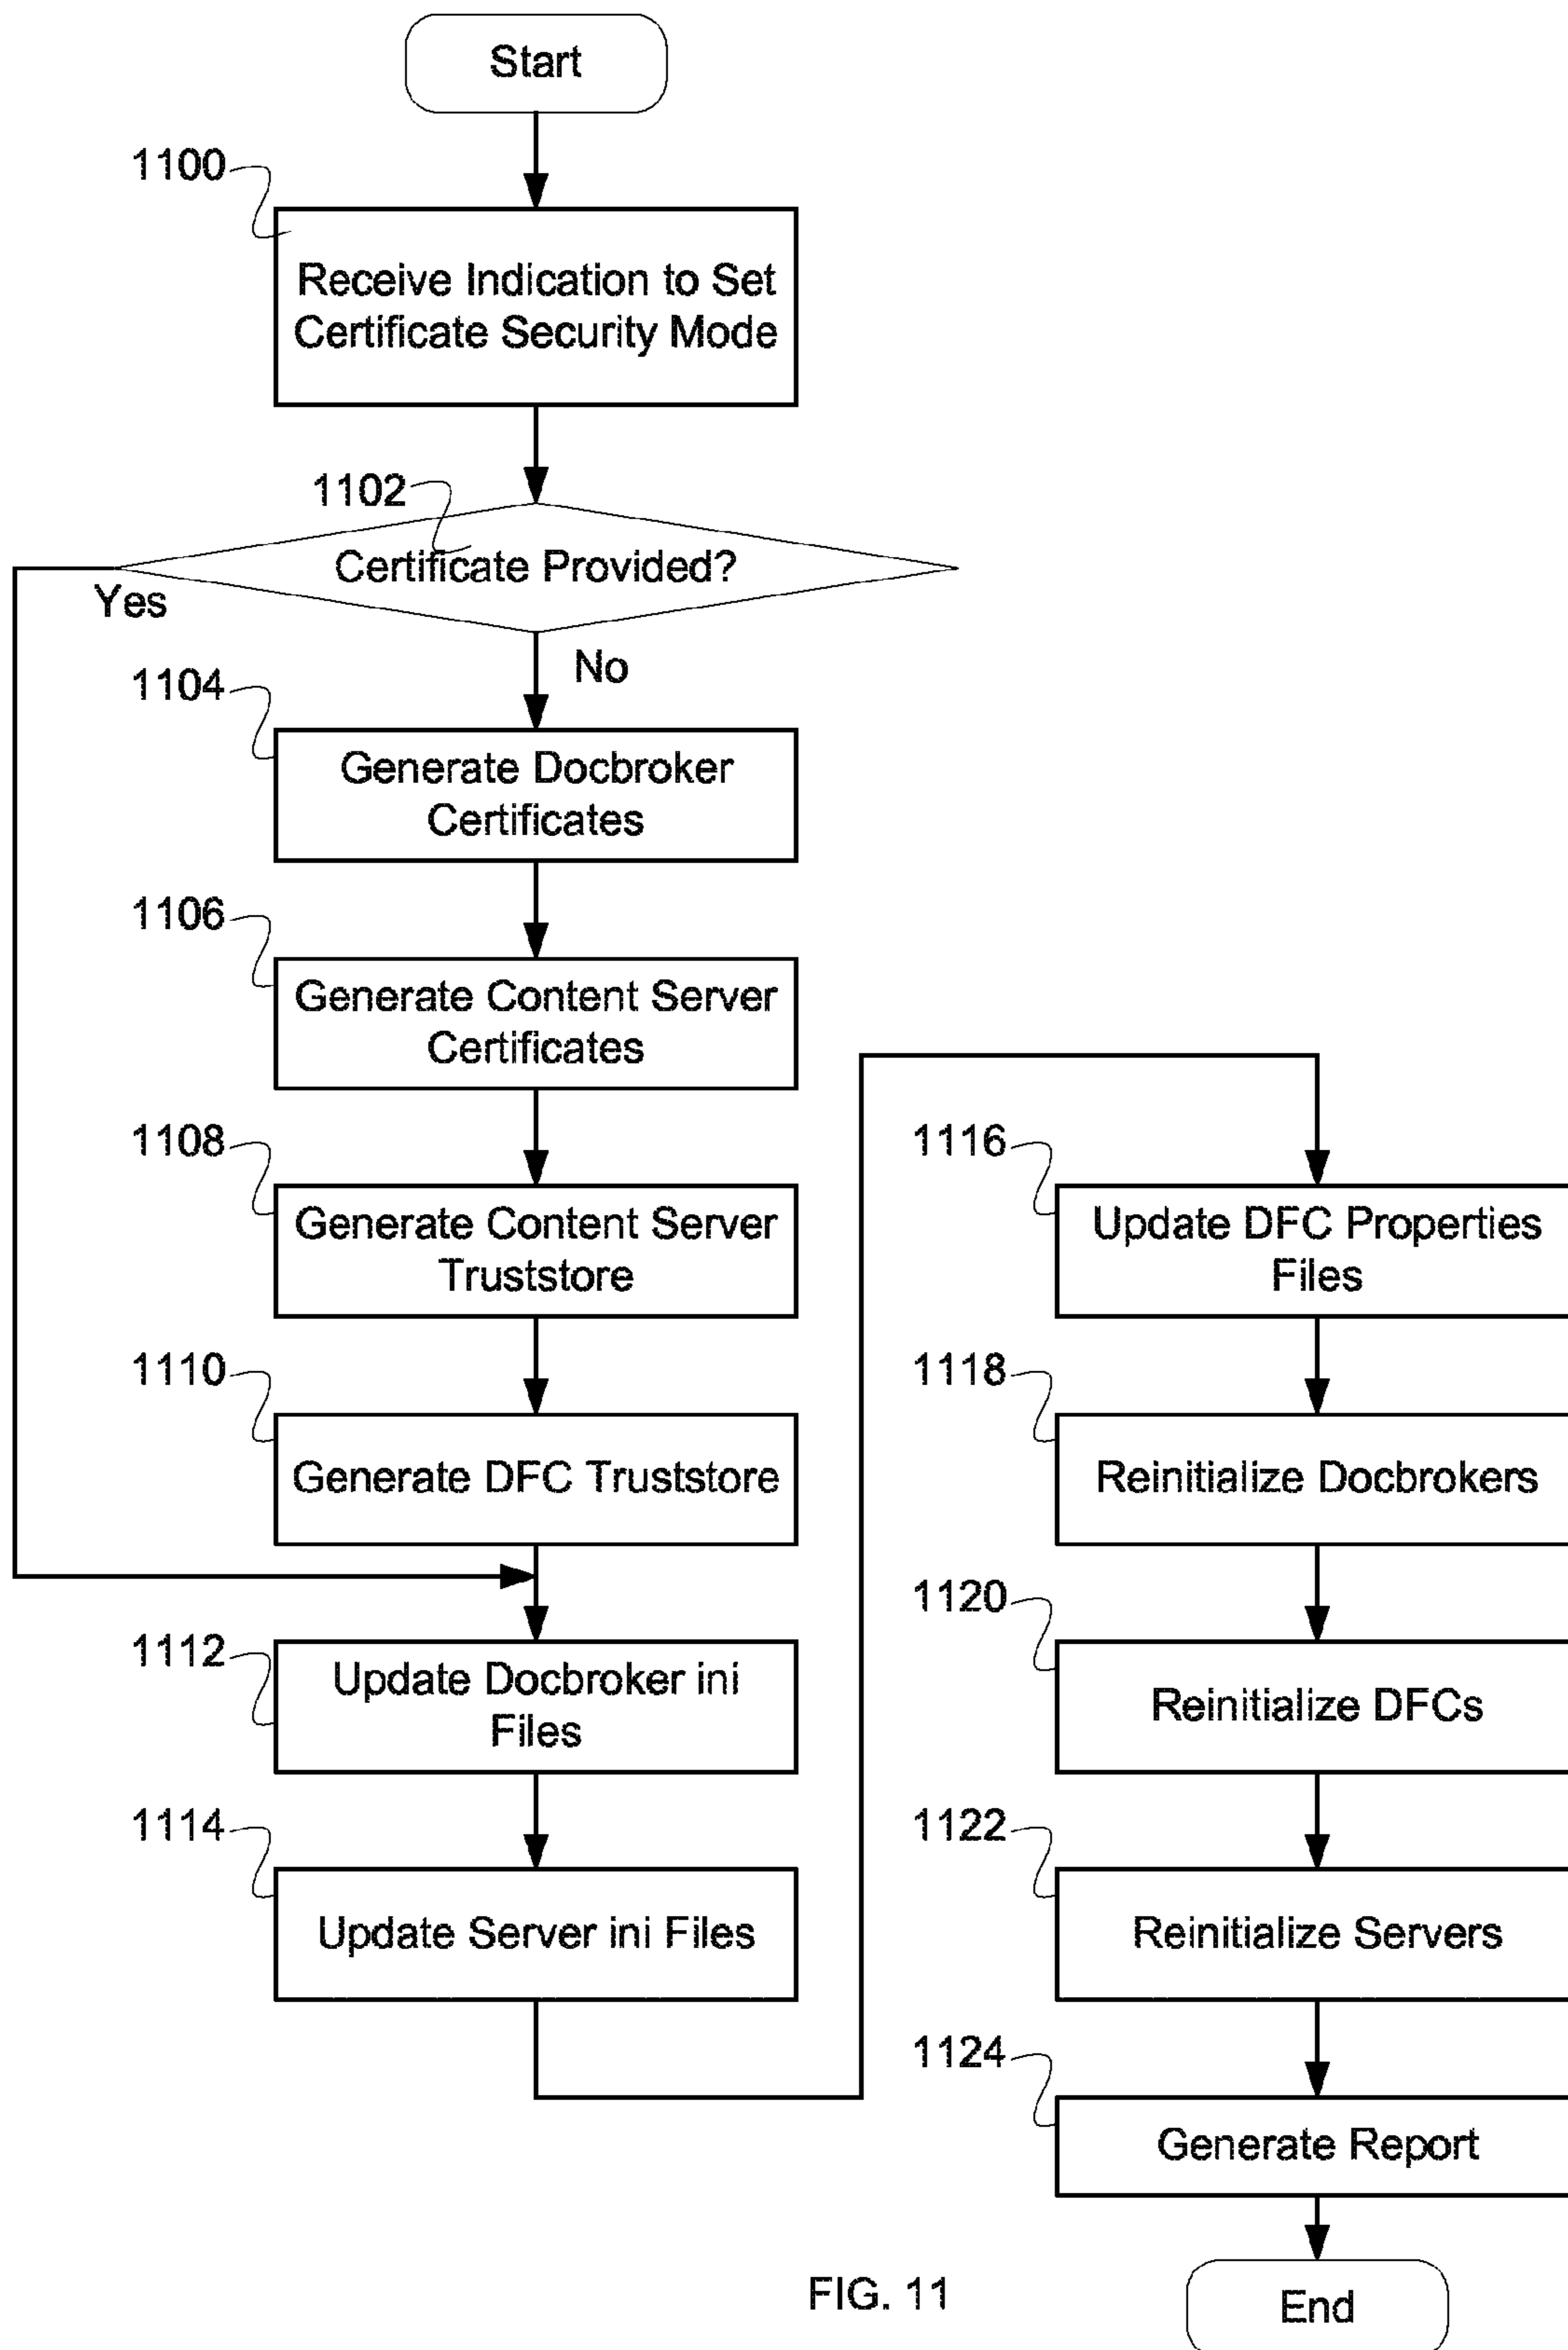 Start
1100
Receive Indication to Set
Certificate Security Mode
1102
Certificate Provided?
Yes
No
1104
Generate Docbroker
Certificates
1106
Generate Content Server
Certificates
1108
Generate Content Server
Truststore
1110
Generate DFC Truststore
1112
Update Docbroker ini
Files
1114
Update Server ini Files
1116
Update DFC Properties
Files
1118
Reinitialize Docbrokers
1120
Reinitialize DFCs
1122
Reinitialize Servers
1124
Generate Report
End
FIG. 11